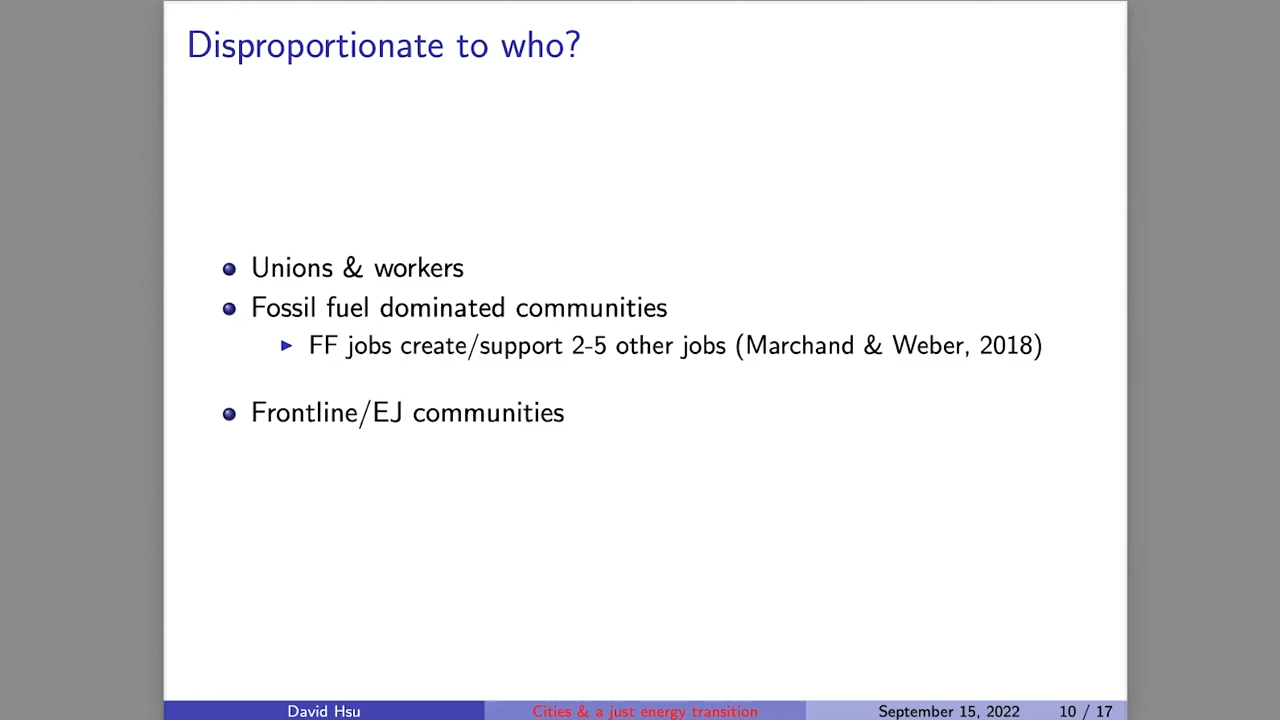 Disproportionate to who?
Unions & workers
Fossil fuel dominated communities
FF jobs create/support 2-5 other jobs (Marchand & Weber, 2018)
Frontline/EJ communities
David Hsu
Cities & a just energy transition
September 15, 2022
10 / 17